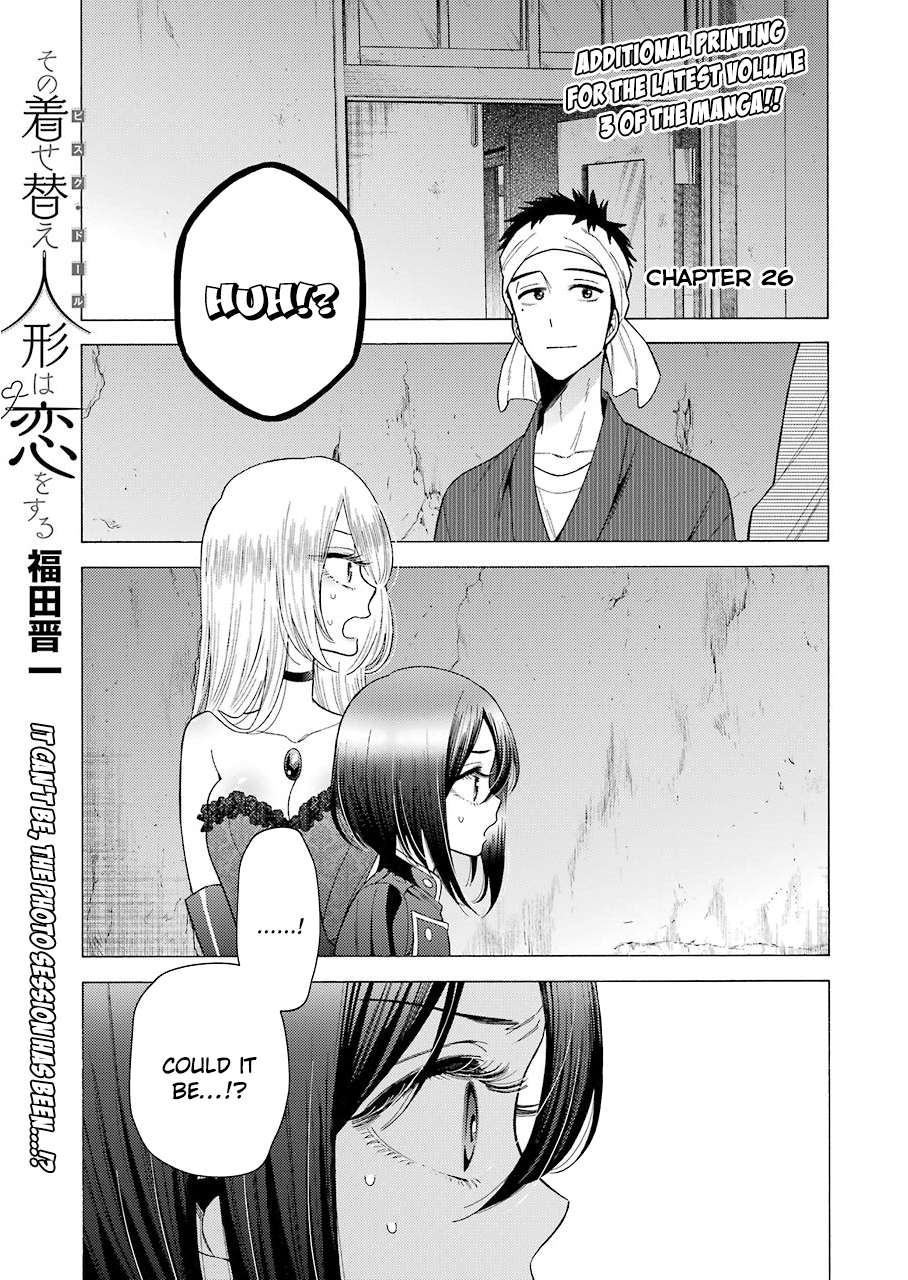 ADDITIONAL PRINTING
FOR THE LATEST VOLUME
3 OF THE MANGA!!
CHAPTER 26
HUH!?
その着せ替え人形は恋をする
ビスク・ドール
福田晋一
IT CAN'T BE, THE PHOTO SESSION HAS BEEN....!?
......!
COULD IT
BE...!?